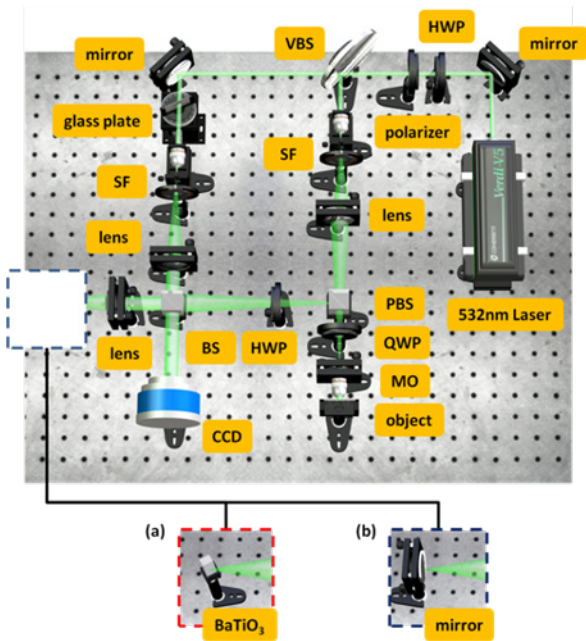 HWP
VBS
mirror
mirror
glass plate
polarizer
SF
SF
Verdi-V5
COHERENT
lens
lens
PBS
532nm Laser
lens
BS
HWP
QWP
MO
object
CCD
(a)
(b)
BaTiO₃
mirror